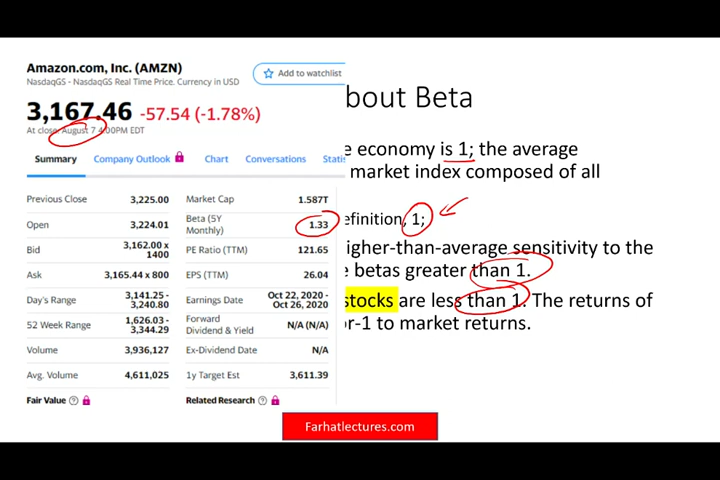 Amazon.com, Inc. (AMZN)
NasdaqGS - NasdaqGS Real Time Price. Currency in USD
Add to watchlist
3,167.46 -57.54 (-1.78%)
At close: August 7 4:00PM EDT
Summary Company Outlook Chart Conversations Statis
Previous Close 3,225.00
Open 3,224.01
Bid 3,162.00 x 1400
Ask 3,165.44 x 800
Day's Range 3,141.25 - 3,240.80
52 Week Range 1,626.03 - 3,344.29
Volume 3,936,127
Avg. Volume 4,611,025
Fair Value
Market Cap 1.587T
Beta (5Y Monthly) 1.33
PE Ratio (TTM) 121.65
EPS (TTM) 26.04
Earnings Date Oct 22, 2020 - Oct 26, 2020
Forward Dividend & Yield N/A (N/A)
Ex-Dividend Date N/A
1y Target Est 3,611.39
Related Research
bout Beta
e economy is 1; the average
market index composed of all
efinition, 1;
igher-than-average sensitivity to the
e betas greater than 1.
stocks are less than 1. The returns of
or-1 to market returns.
Farhatlectures.com